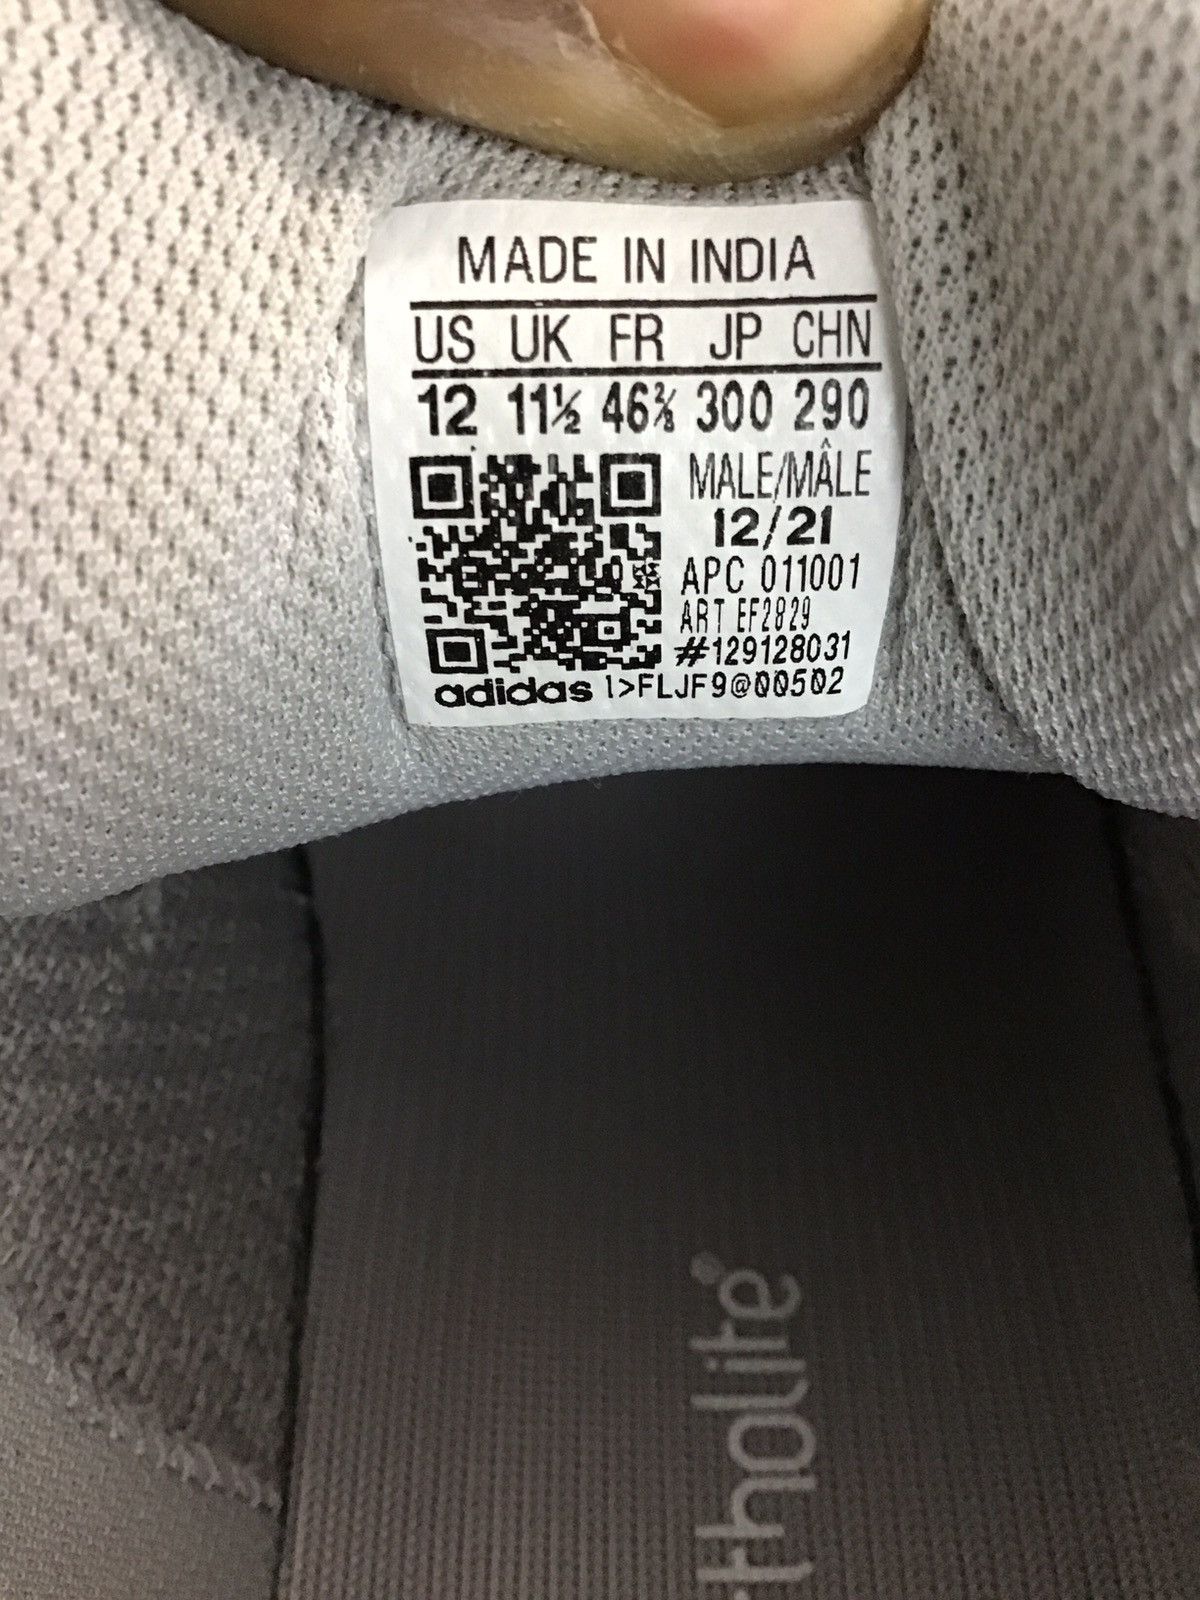 MADE IN INDIA
US UK FR JP CHN
12 11½ 46⅔ 300 290
MALE/MÂLE
12/21
APC 011001
ART EF2829
#129128031
adidas 1>FLJF9@00502
tholite